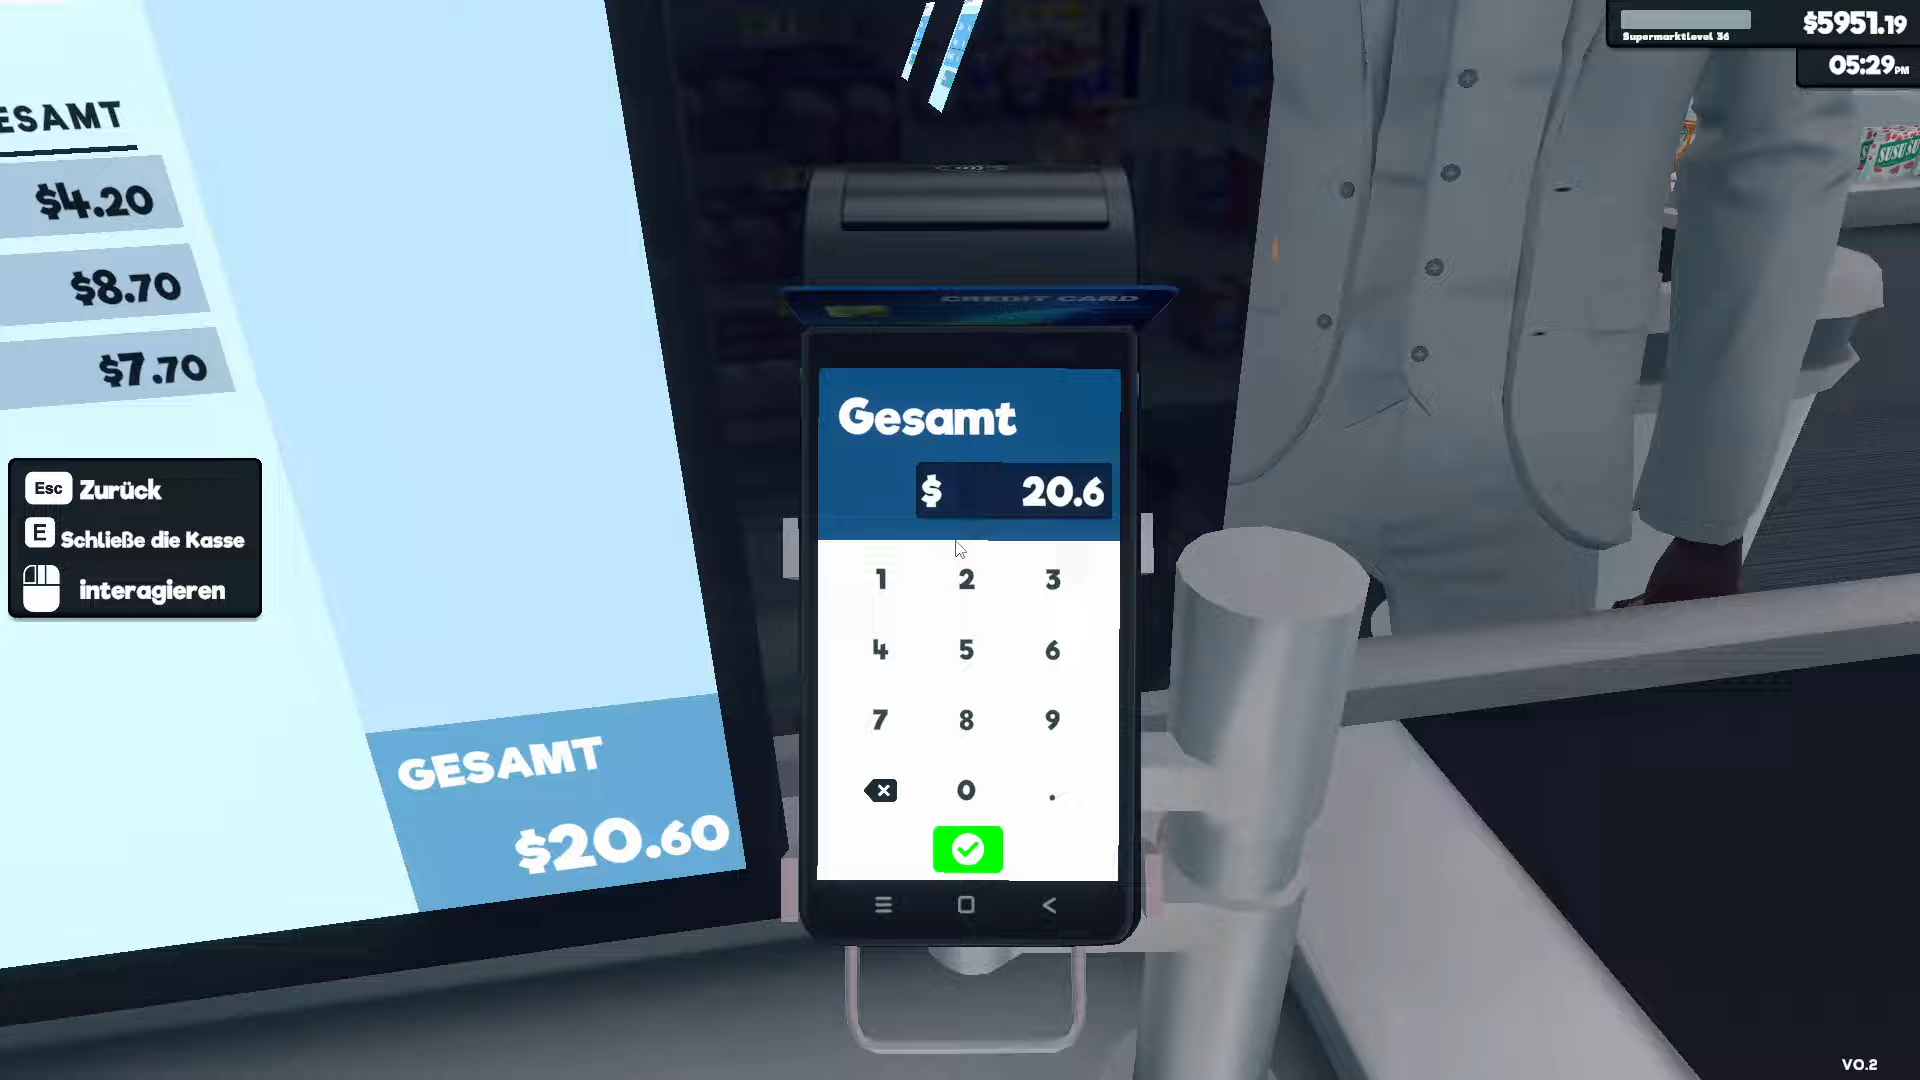 $5951.19
Supermarktlevel 36
05:29PM
ESAMT
$4.20
$8.70
$7.70
GESAMT
$20.60
Esc Zurück
E Schließe die Kasse
interagieren
CREDIT CARD
Gesamt
$ 20.6
1 2 3
4 5 6
7 8 9
0 .
SUSU SU
V0.2